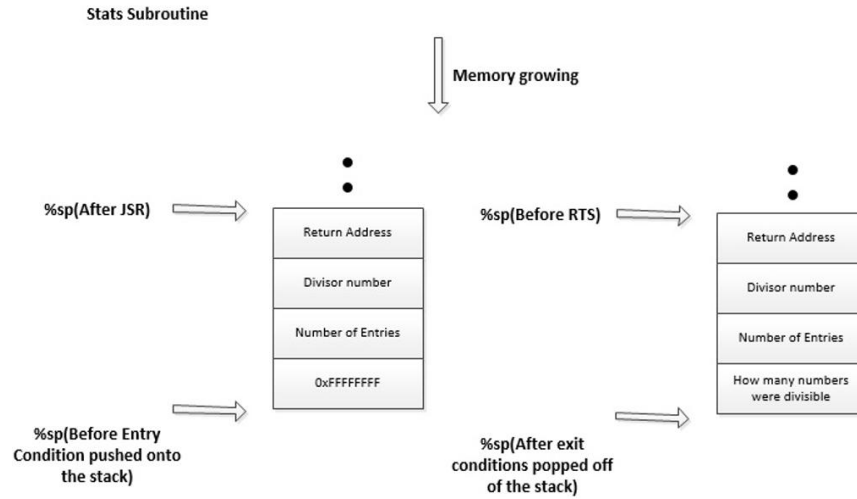 Stats Subroutine
Memory growing
%sp(After JSR)
Return Address
Divisor number
Number of Entries
0xFFFFFFFF
%sp(Before Entry
Condition pushed onto
the stack)
%sp(Before RTS)
Return Address
Divisor number
Number of Entries
How many numbers
were divisible
%sp(After exit
conditions popped off
of the stack)